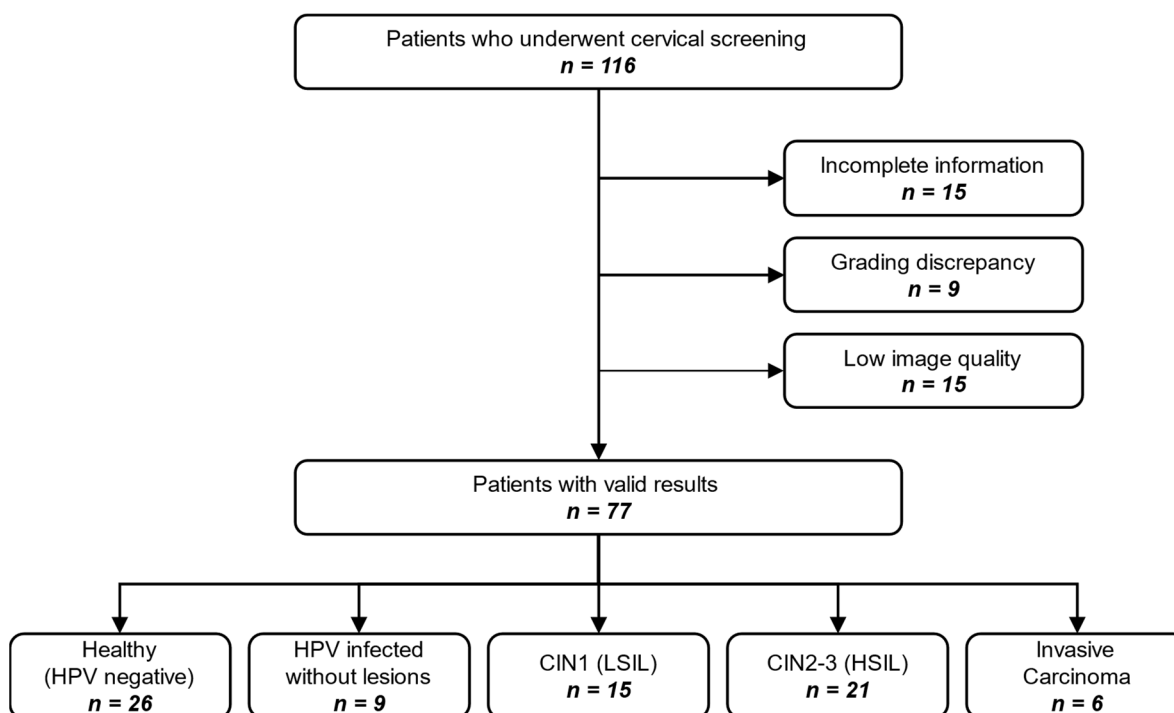 Patients who underwent cervical screening
n = 116
Incomplete information
n = 15
Grading discrepancy
n = 9
Low image quality
n = 15
Patients with valid results
n = 77
Healthy
(HPV negative)
n = 26
HPV infected
without lesions
n = 9
CIN1 (LSIL)
n = 15
CIN2-3 (HSIL)
n = 21
Invasive
Carcinoma
n = 6